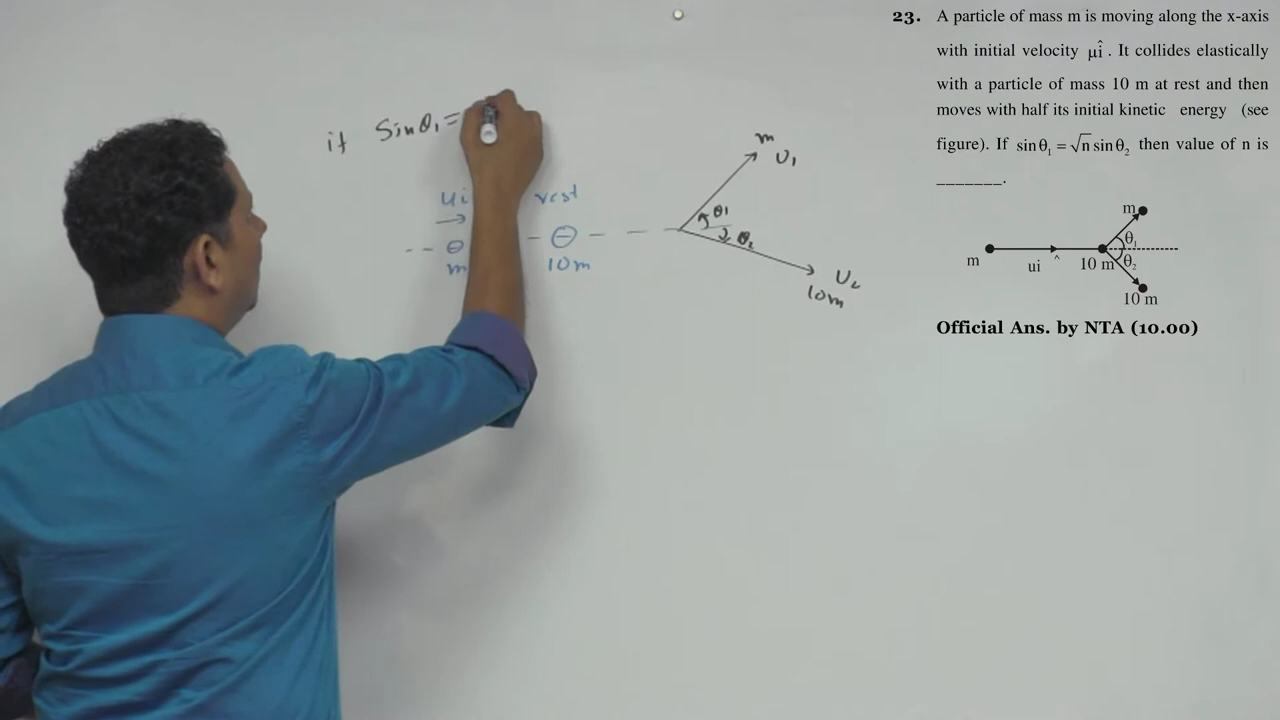 if Sinθ₁ =
ui rest
m 10m
m
U₁
θ₁
θ₂
U₂
10m
23. A particle of mass m is moving along the x-axis
with initial velocity μî . It collides elastically
with a particle of mass 10 m at rest and then
moves with half its initial kinetic energy (see
figure). If sinθ₁ = √n sinθ₂ then value of n is
_______.
m
θ₁
m ui ^ 10 m θ₂
10 m
Official Ans. by NTA (10.00)